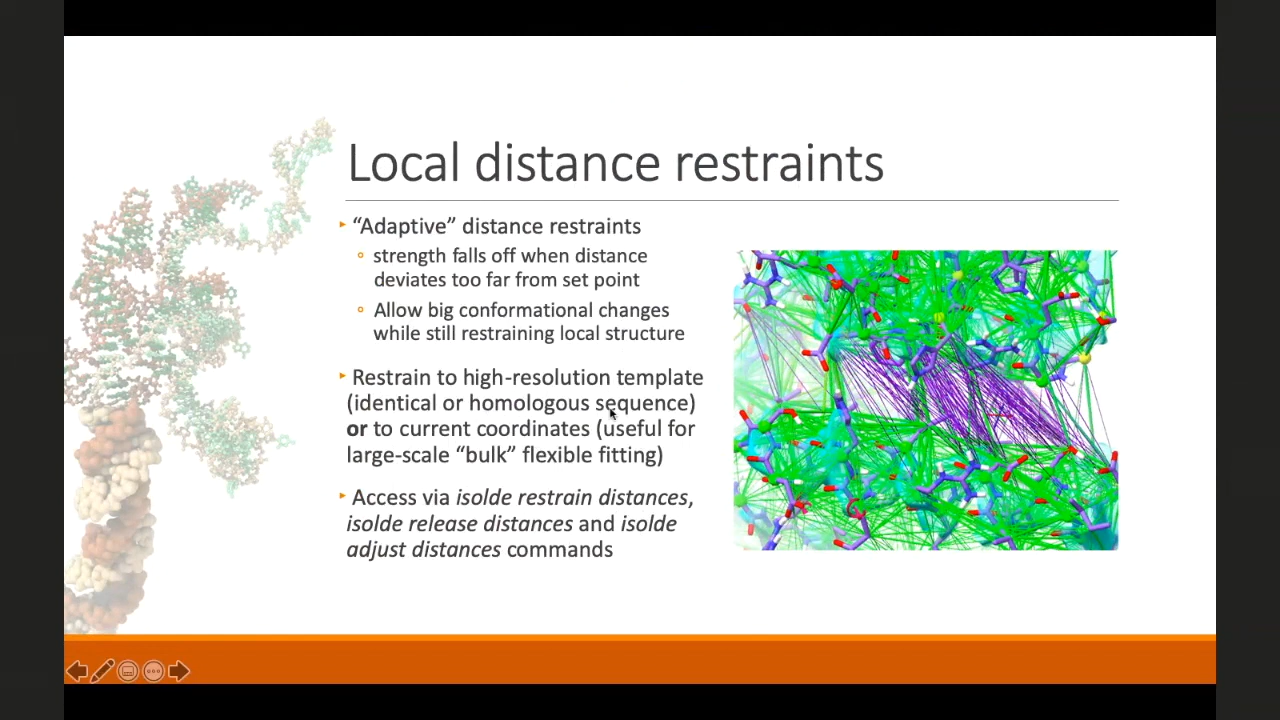 Local distance restraints
“Adaptive” distance restraints
strength falls off when distance
deviates too far from set point
Allow big conformational changes
while still restraining local structure
Restrain to high-resolution template
(identical or homologous sequence)
or to current coordinates (useful for
large-scale “bulk” flexible fitting)
Access via isolde restrain distances,
isolde release distances and isolde
adjust distances commands